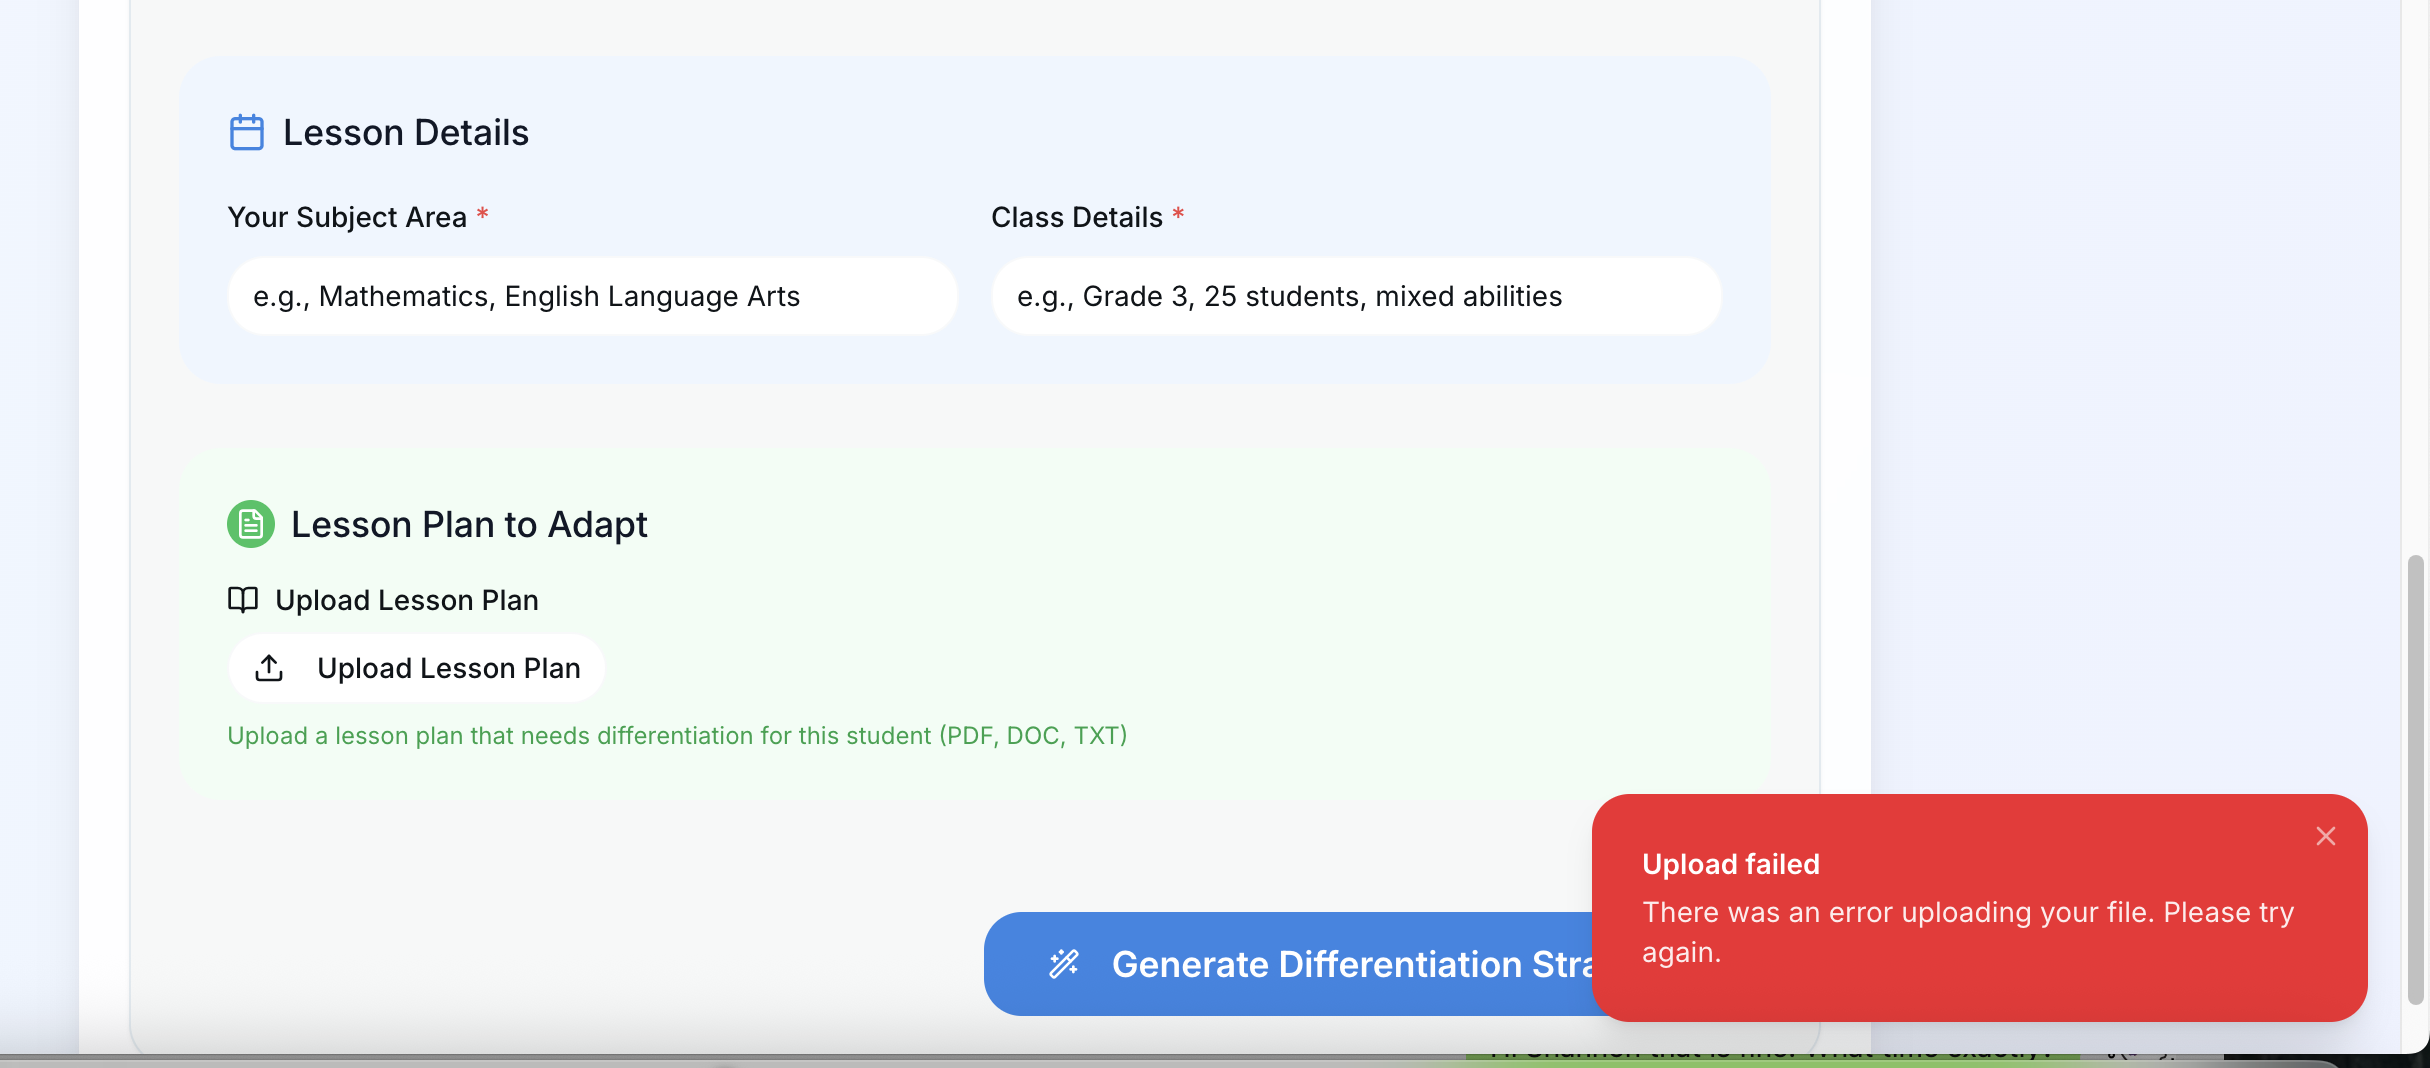 Lesson Details
Your Subject Area *
Class Details *
e.g., Mathematics, English Language Arts
e.g., Grade 3, 25 students, mixed abilities
Lesson Plan to Adapt
Upload Lesson Plan
Upload Lesson Plan
Upload a lesson plan that needs differentiation for this student (PDF, DOC, TXT)
Upload failed
There was an error uploading your file. Please try
again.
Generate Differentiation Stra